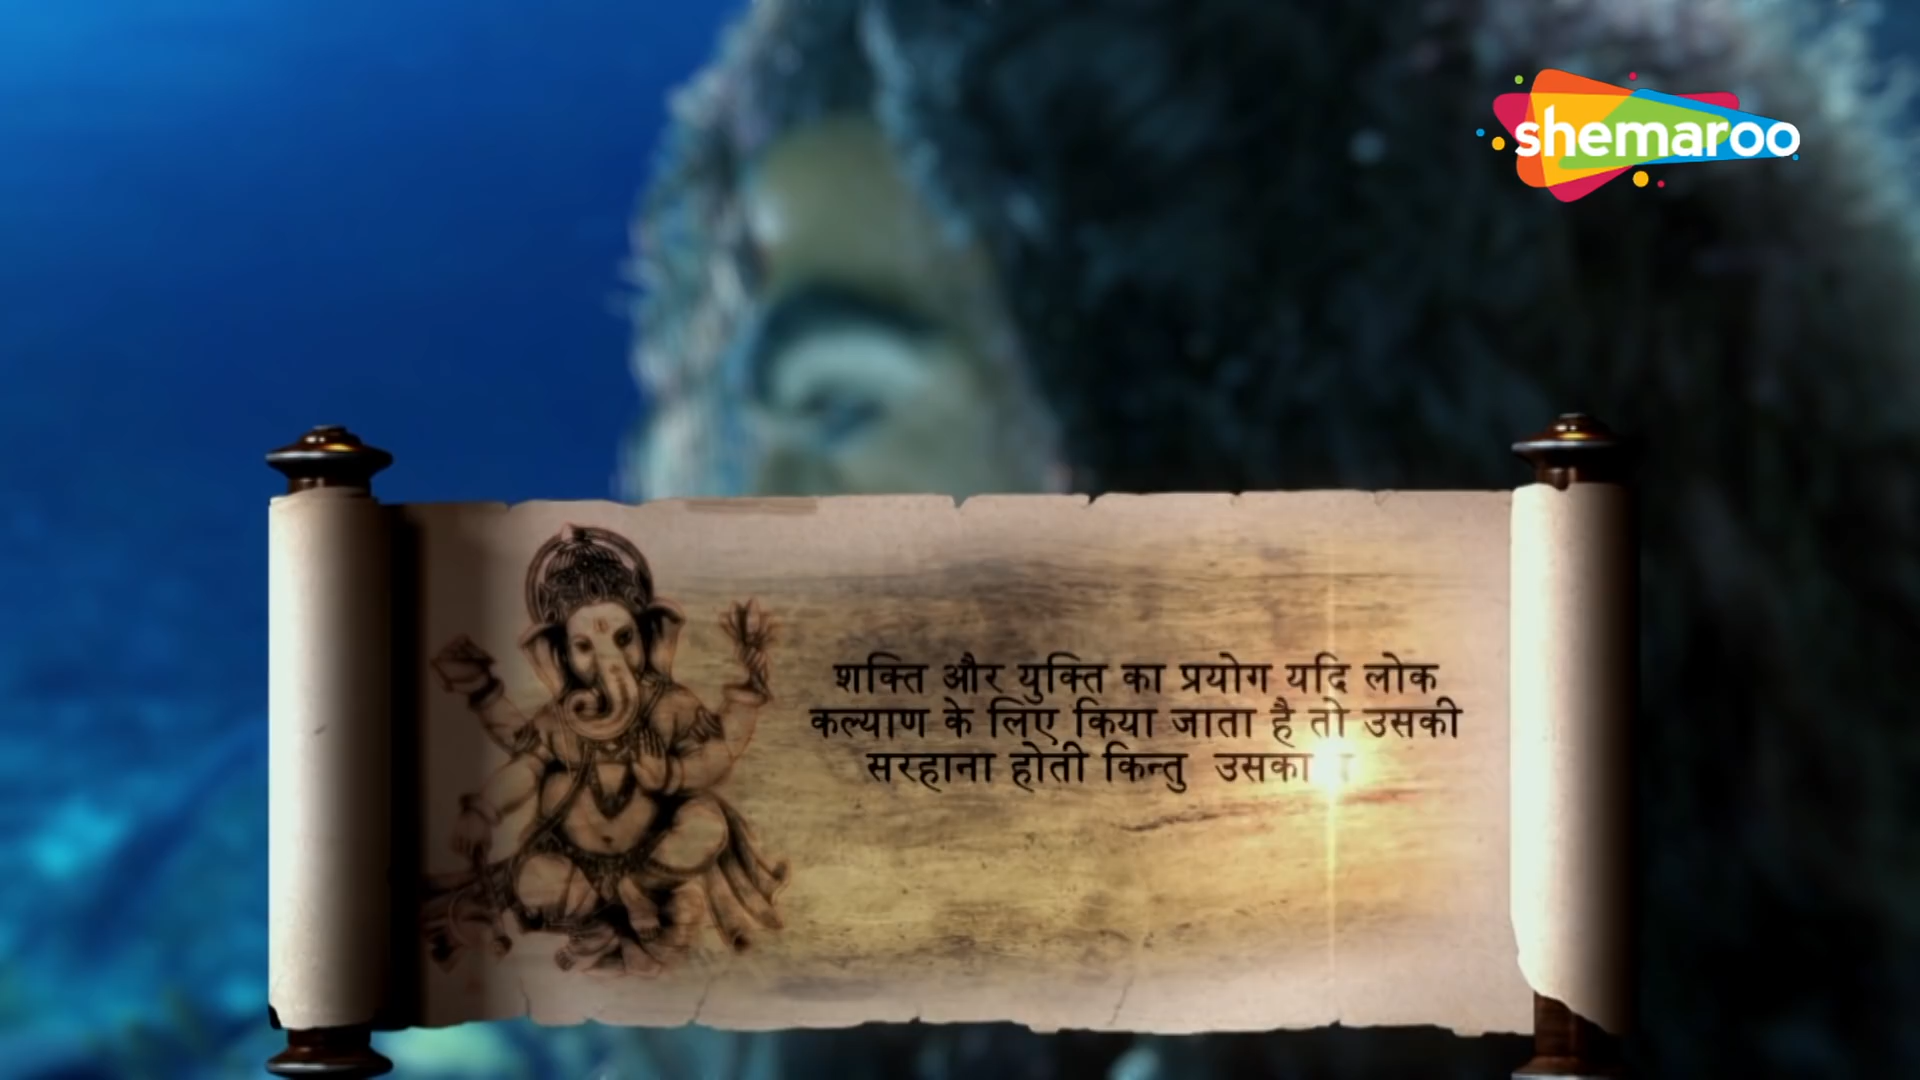 shemaroo
शक्ति और युक्ति का प्रयोग यदि लोक
कल्याण के लिए किया जाता है तो उसकी
सरहाना होती किन्तु उसका